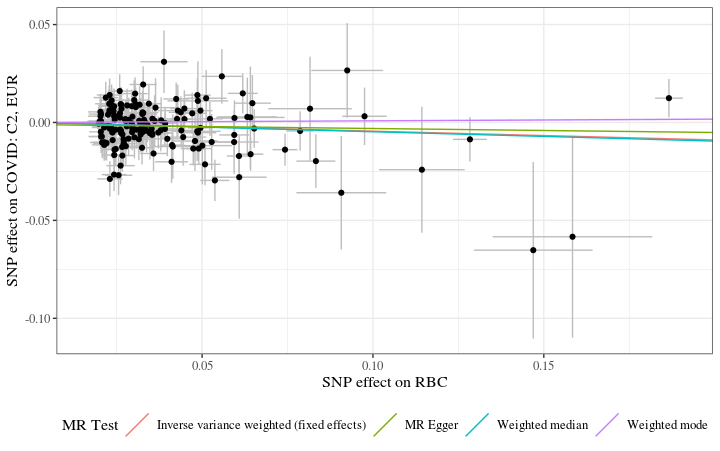 0.05
0.00
-0.05
-0.10
SNP effect on COVID: C2, EUR
0.05 0.10 0.15
SNP effect on RBC
MR Test Inverse variance weighted (fixed effects) MR Egger Weighted median Weighted mode